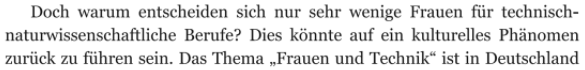 Doch warum entscheiden sich nur sehr wenige Frauen für technisch-
naturwissenschaftliche Berufe? Dies könnte auf ein kulturelles Phänomen
zurück zu führen sein. Das Thema „Frauen und Technik“ ist in Deutschland